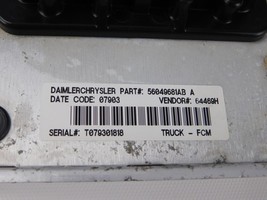 DAIMLERCHRYSLER PART#: 56049681AB A
DATE CODE: 07903 VENDOR#: 64469H
SERIAL#: T079301818 TRUCK - FCM